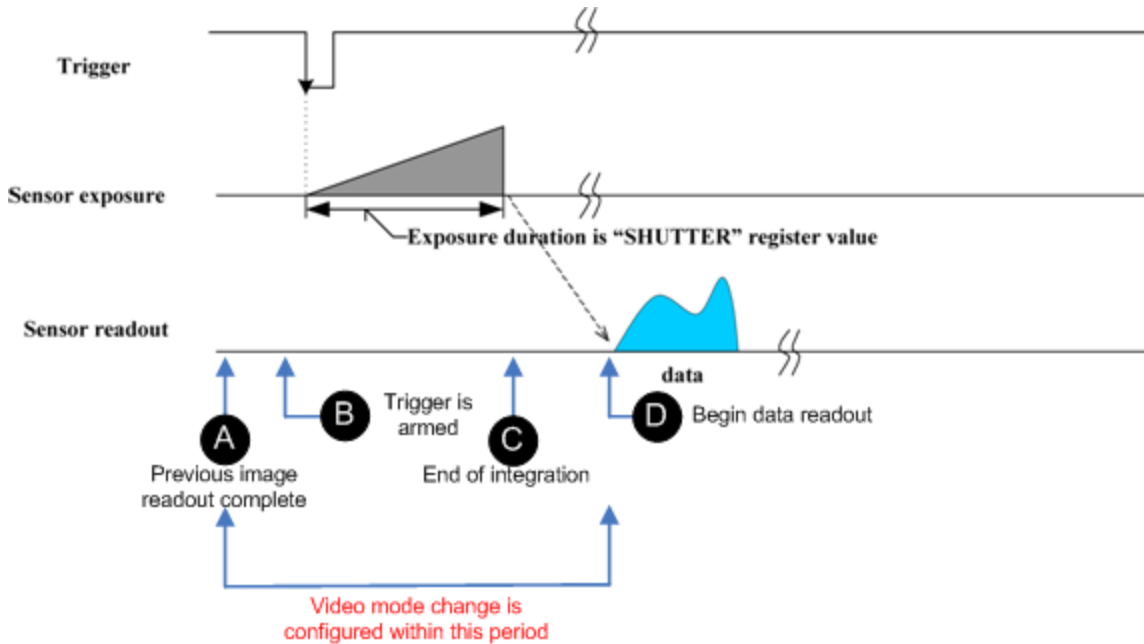 Trigger
Sensor exposure
Exposure duration is “SHUTTER” register value
Sensor readout
data
A
Previous image
readout complete
B
Trigger is
armed
C
End of integration
D
Begin data readout
Video mode change is
configured within this period